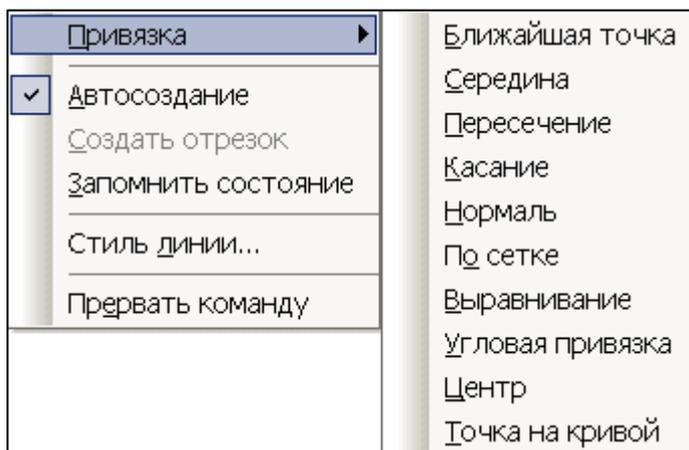 Привязка
Автосоздание
Создать отрезок
Запомнить состояние
Стиль линии...
Прервать команду
Ближайшая точка
Середина
Пересечение
Касание
Нормаль
По сетке
Выравнивание
Угловая привязка
Центр
Точка на кривой